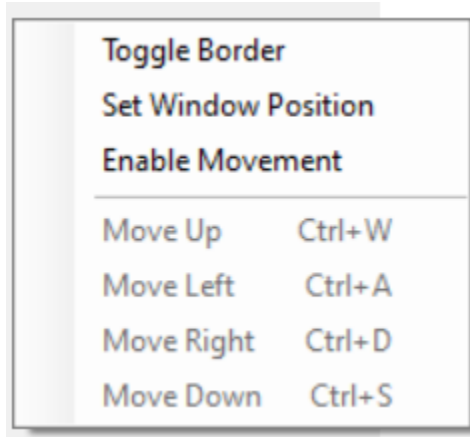 Toggle Border
Set Window Position
Enable Movement
Move Up Ctrl+W
Move Left Ctrl+A
Move Right Ctrl+D
Move Down Ctrl+S